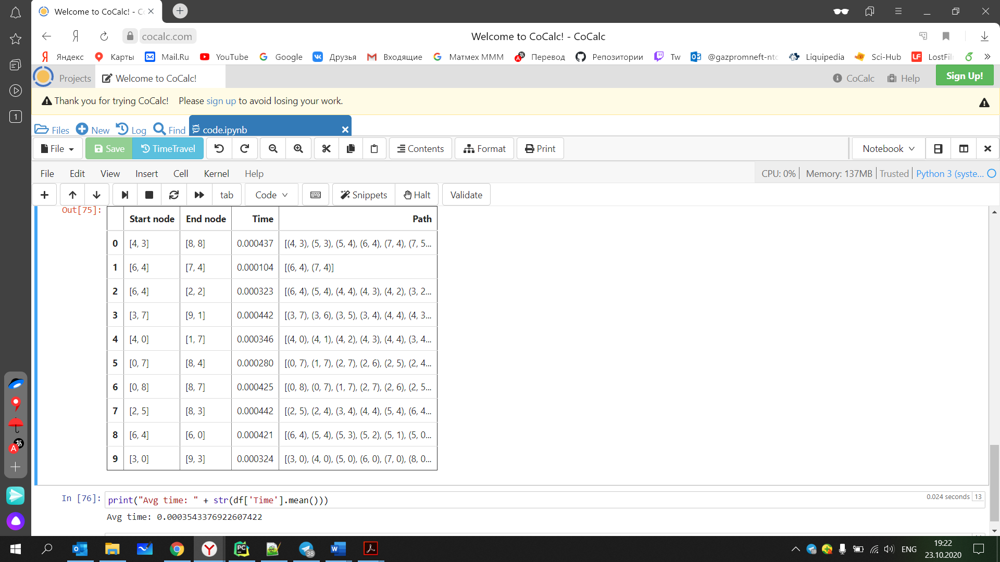 Welcome to CoCalc! - Co
cocalc.com
Welcome to CoCalc! - CoCalc
Яндекс Карты Mail.Ru YouTube Google Друзья Входящие Матмех МММ Перевод Репозитории Tw @gazpromneft-ntc Liquipedia Sci-Hub LostFil
Projects Welcome to CoCalc! CoCalc Help Sign Up!
Thank you for trying CoCalc! Please sign up to avoid losing your work.
Files New Log Find code.ipynb
File Save TimeTravel Contents Format Print Notebook
File Edit View Insert Cell Kernel Help CPU: 0% Memory: 137MB Trusted Python 3 (syste...
tab Code Snippets Halt Validate
Out[75]:
Start node End node Time Path
0 [4, 3] [8, 8] 0.000437 [(4, 3), (5, 3), (5, 4), (6, 4), (7, 4), (7, 5...
1 [6, 4] [7, 4] 0.000104 [(6, 4), (7, 4)]
2 [6, 4] [2, 2] 0.000323 [(6, 4), (5, 4), (4, 4), (4, 3), (4, 2), (3, 2...
3 [3, 7] [9, 1] 0.000442 [(3, 7), (3, 6), (3, 5), (3, 4), (4, 4), (4, 3...
4 [4, 0] [1, 7] 0.000346 [(4, 0), (4, 1), (4, 2), (4, 3), (4, 4), (3, 4...
5 [0, 7] [8, 4] 0.000280 [(0, 7), (1, 7), (2, 7), (2, 6), (2, 5), (2, 4...
6 [0, 8] [8, 7] 0.000425 [(0, 8), (0, 7), (1, 7), (2, 7), (2, 6), (2, 5...
7 [2, 5] [8, 3] 0.000442 [(2, 5), (2, 4), (3, 4), (4, 4), (5, 4), (6, 4...
8 [6, 4] [6, 0] 0.000421 [(6, 4), (5, 4), (5, 3), (5, 2), (5, 1), (5, 0...
9 [3, 0] [9, 3] 0.000324 [(3, 0), (4, 0), (5, 0), (6, 0), (7, 0), (8, 0...
In [76]: print("Avg time: " + str(df['Time'].mean())) 0.024 seconds 13
Avg time: 0.0003543376922607422
ENG
19:22
23.10.2020